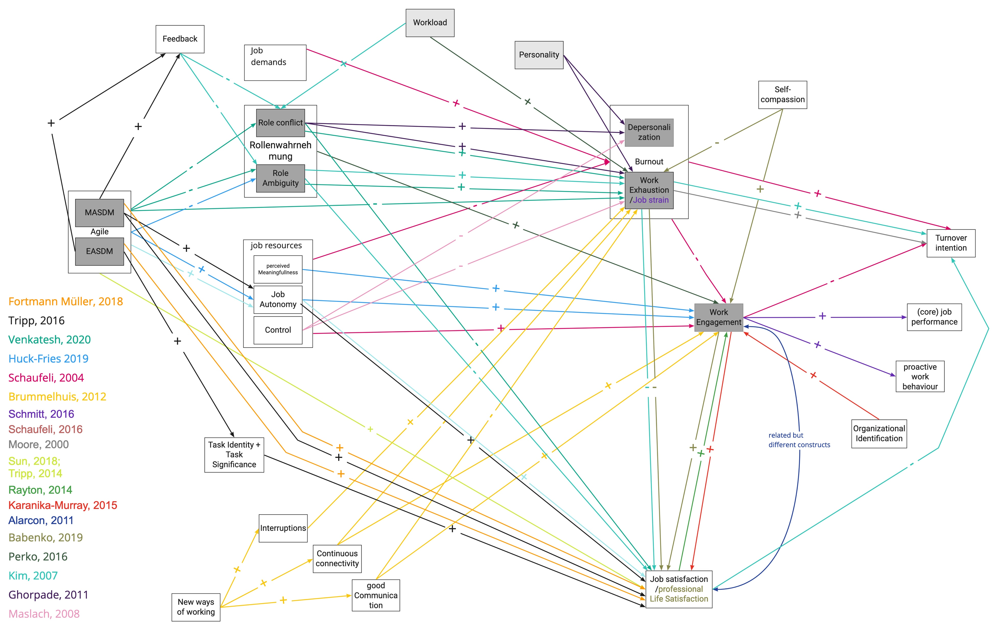 Workload
Feedback
Job
demands
Personality
Self-
compassion
Role conflict
Rollenwahrneh
mung
Role
Ambiguity
Depersonali
zation
Burnout
Work
Exhaustion
/Job strain
MASDM
Agile
EASDM
Turnover
intention
job resources
perceived
Meaningfullness
Job
Autonomy
Control
Work
Engagement
(core) job
performance
proactive
work
behaviour
Organizational
Identification
related but
different constructs
Task Identity +
Task
Significance
Interruptions
Continuous
connectivity
good
Communica
tion
New ways
of working
Job satisfaction
/professional
Life Satisfaction
Fortmann Müller, 2018
Tripp, 2016
Venkatesh, 2020
Huck-Fries 2019
Schaufeli, 2004
Brummelhuis, 2012
Schmitt, 2016
Schaufeli, 2016
Moore, 2000
Sun, 2018;
Tripp, 2014
Rayton, 2014
Karanika-Murray, 2015
Alarcon, 2011
Babenko, 2019
Perko, 2016
Kim, 2007
Ghorpade, 2011
Maslach, 2008